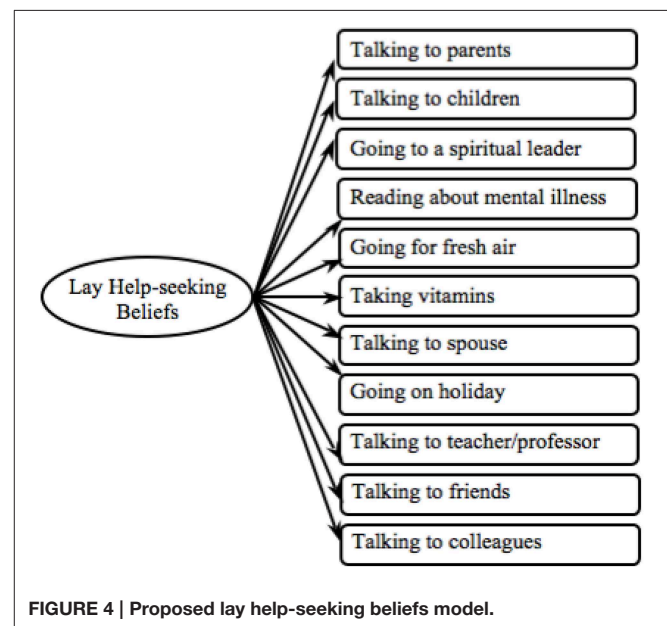 Talking to parents
Talking to children
Going to a spiritual leader
Reading about mental illness
Going for fresh air
Lay Help-seeking
Beliefs
Taking vitamins
Talking to spouse
Going on holiday
Talking to teacher/professor
Talking to friends
Talking to colleagues
FIGURE 4 | Proposed lay help-seeking beliefs model.